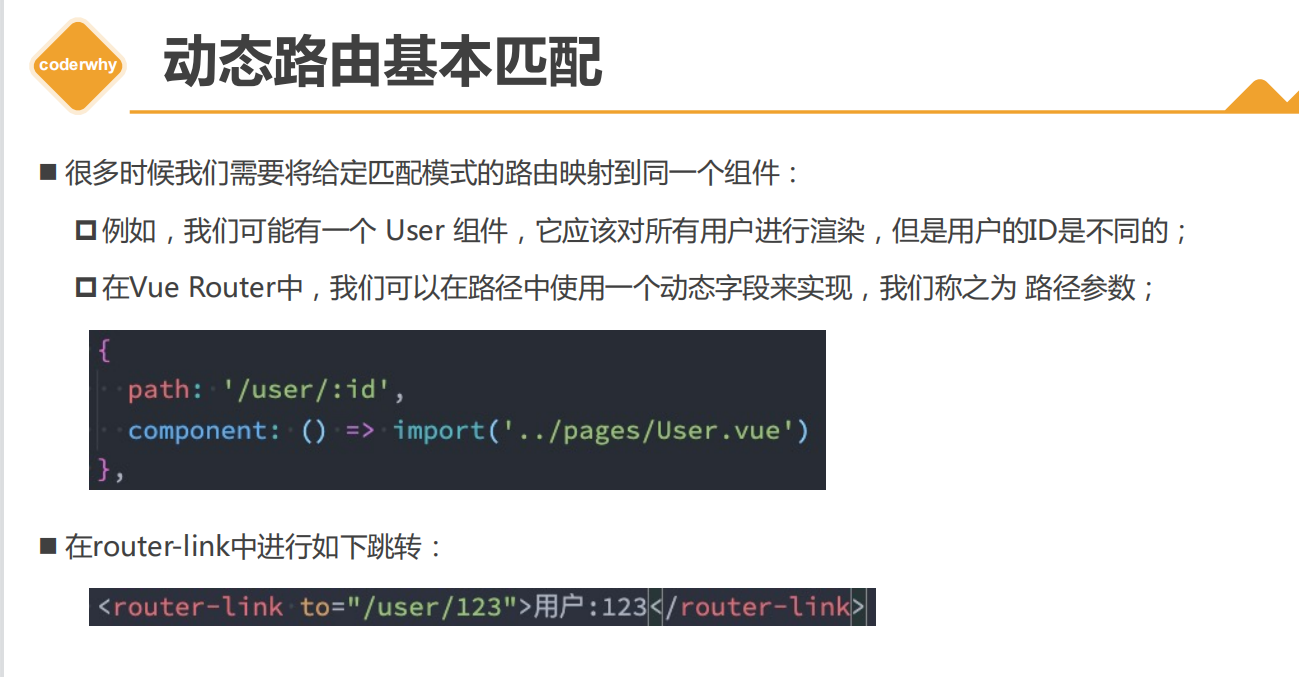 coderwhy
动态路由基本匹配
很多时候我们需要将给定匹配模式的路由映射到同一个组件：
例如，我们可能有一个 User 组件，它应该对所有用户进行渲染，但是用户的ID是不同的；
在Vue Router中，我们可以在路径中使用一个动态字段来实现，我们称之为 路径参数；
{
path: '/user/:id',
component: () => import('../pages/User.vue')
},
在router-link中进行如下跳转：
<router-link to="/user/123">用户:123</router-link>